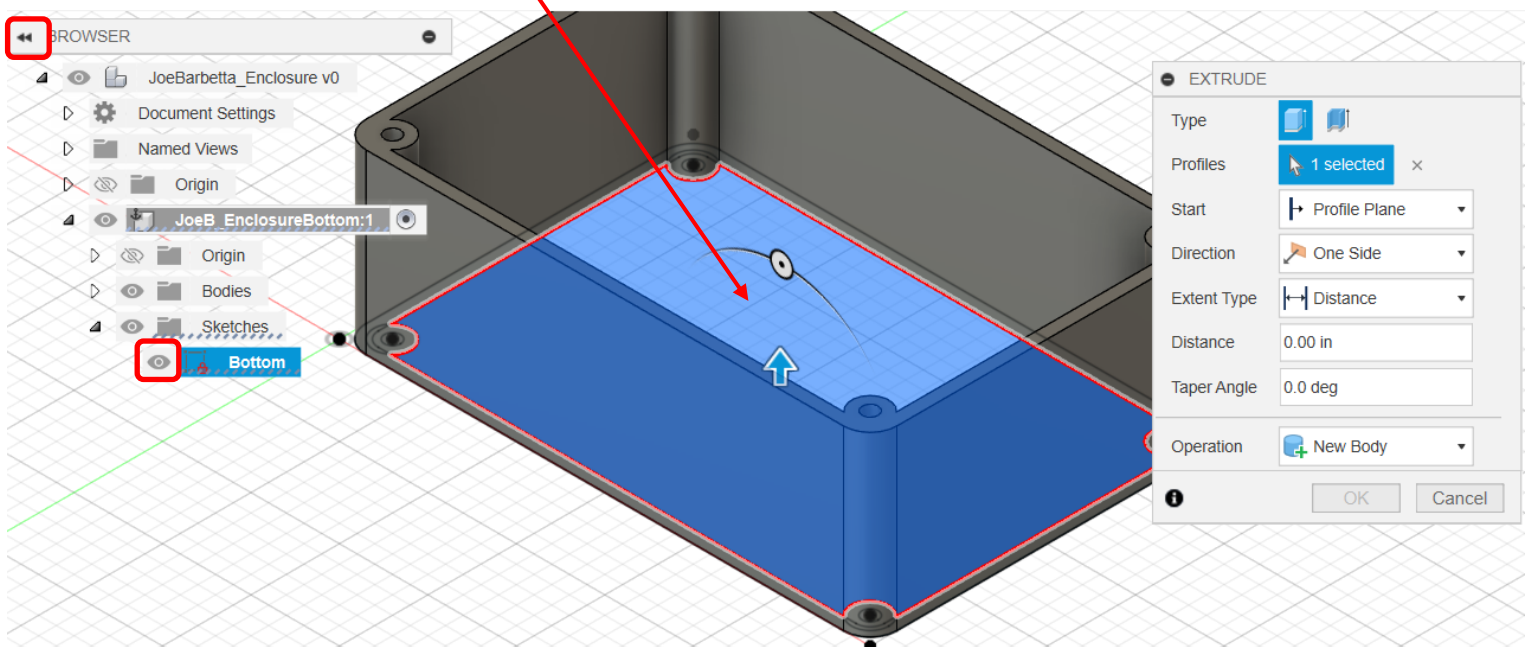 BROWSER
JoeBarbetta_Enclosure v0
Document Settings
Named Views
Origin
JoeB_EnclosureBottom:1
Origin
Bodies
Sketches
Bottom
EXTRUDE
Type
Profiles 1 selected ×
Start Profile Plane
Direction One Side
Extent Type Distance
Distance 0.00 in
Taper Angle 0.0 deg
Operation New Body
OK Cancel